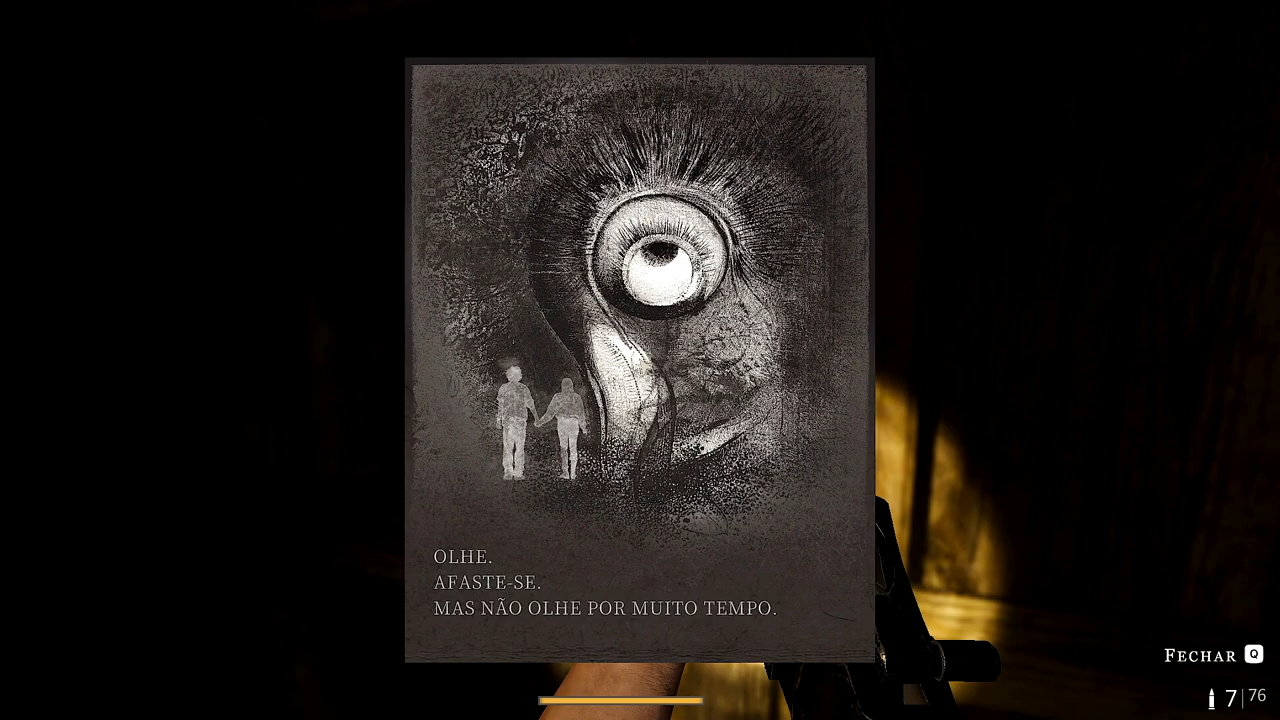 OLHE.
AFASTE-SE.
MAS NÃO OLHE POR MUITO TEMPO.
FECHAR Q
7|76